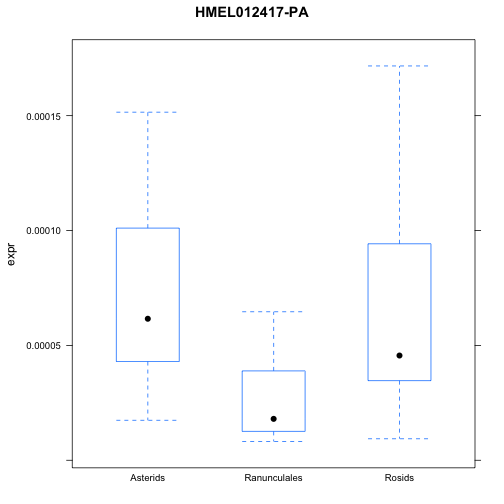 HMEL012417-PA
0.00015
0.00010
0.00005
expr
Asterids Ranunculales Rosids